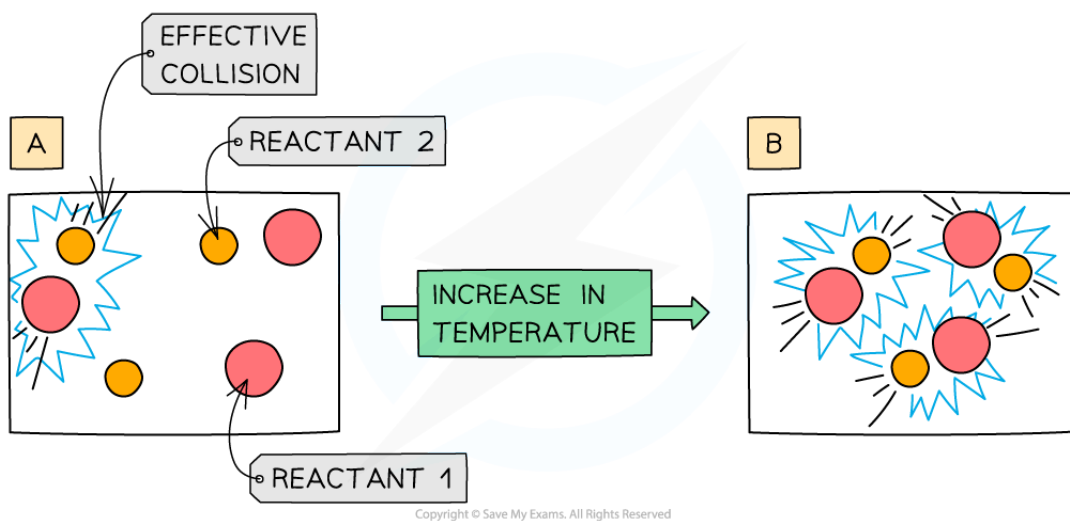 EFFECTIVE
COLLISION
A
REACTANT 2
B
INCREASE IN
TEMPERATURE
REACTANT 1
Copyright © Save My Exams. All Rights Reserved